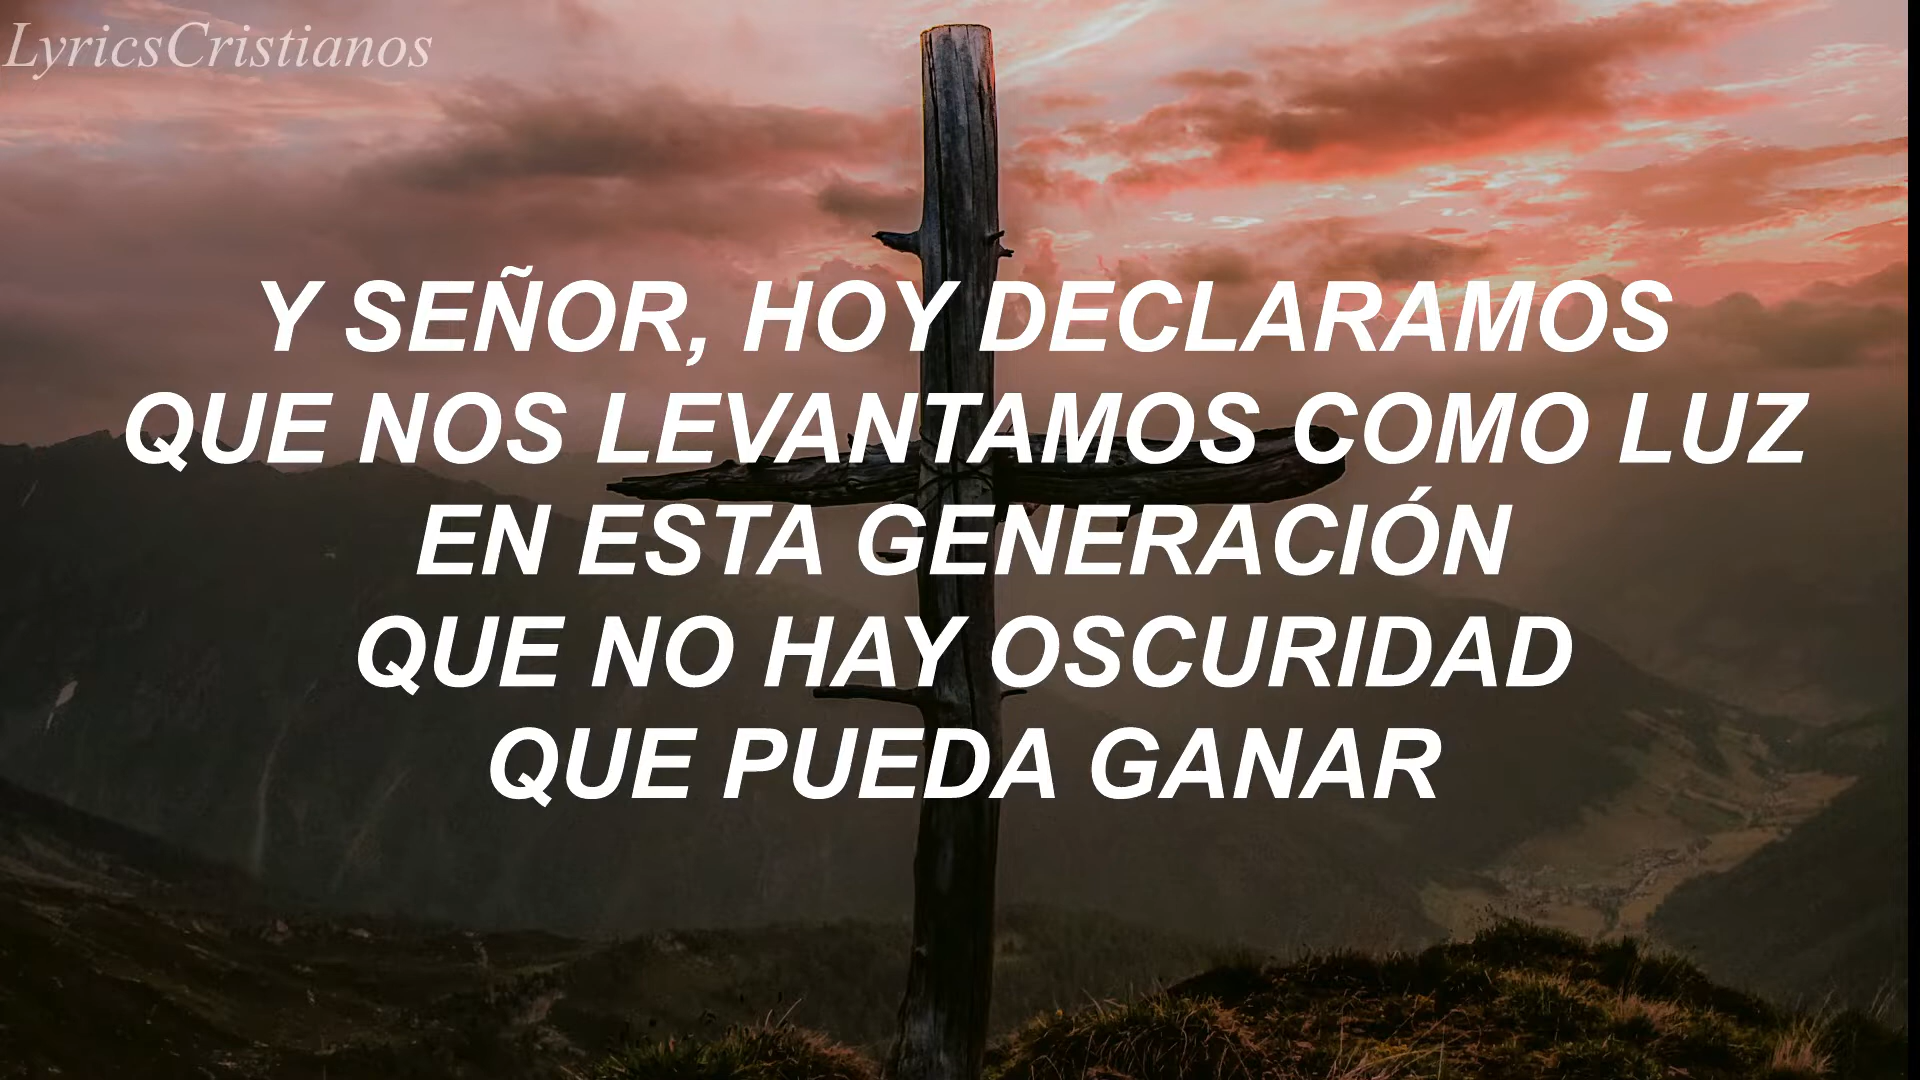 LyricsCristianos
Y SEÑOR, HOY DECLARAMOS
QUE NOS LEVANTAMOS COMO LUZ
EN ESTA GENERACIÓN
QUE NO HAY OSCURIDAD
QUE PUEDA GANAR